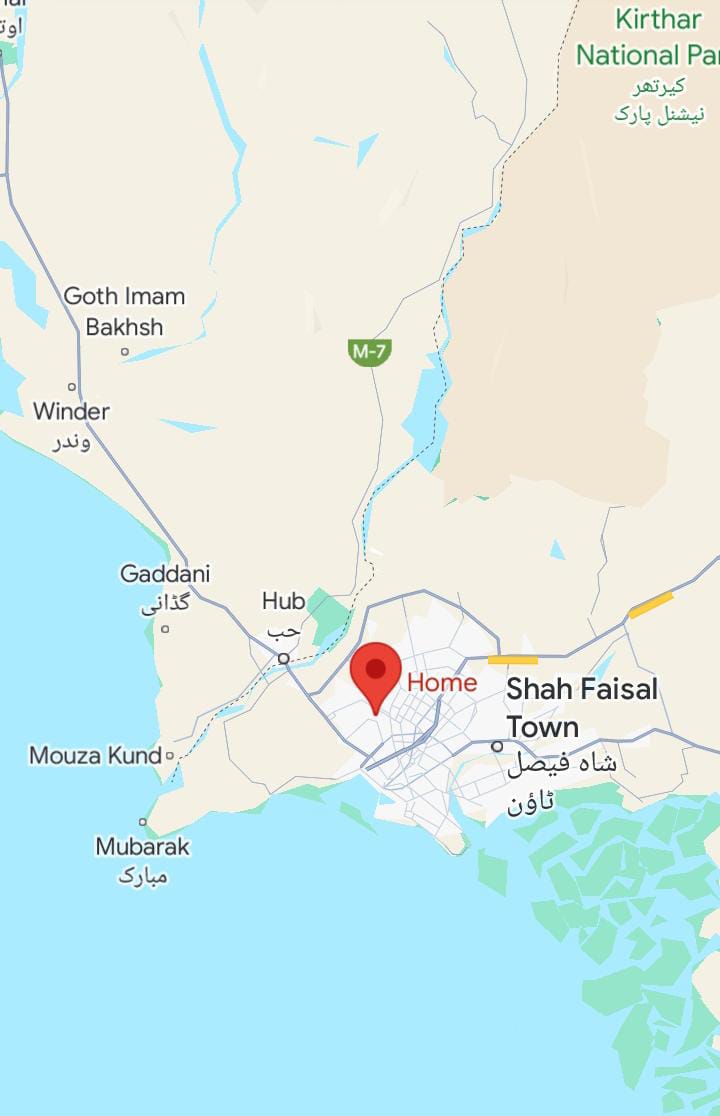 Kirthar
National Par
کیرتھر
نیشنل پارک
Goth Imam
Bakhsh
M-7
Winder
وندر
Gaddani
گڈانی
Hub
حب
Home
Shah Faisal
Town
شاہ فیصل
ٹاؤن
Mouza Kund
Mubarak
مبارک